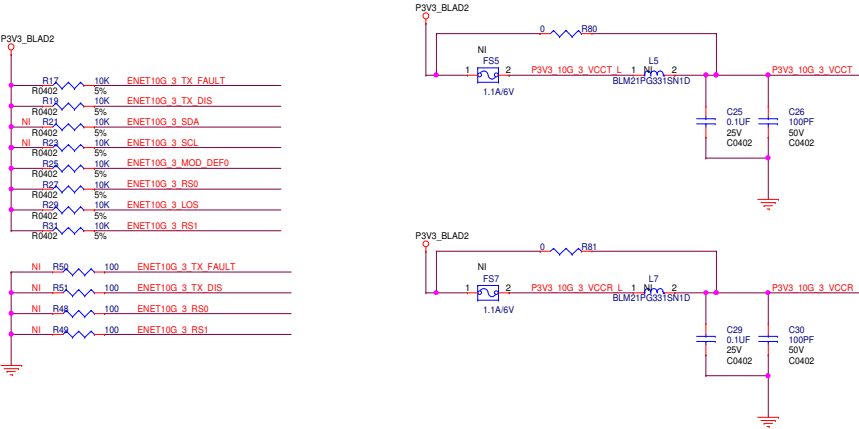 P3V3_BLAD2
R17 10K ENET10G_3_TX_FAULT
R0402 5%
R19 10K ENET10G_3_TX_DIS
R0402 5%
NI R21 10K ENET10G_3_SDA
R0402 5%
NI R23 10K ENET10G_3_SCL
R0402 5%
R25 10K ENET10G_3_MOD_DEF0
R0402 5%
R27 10K ENET10G_3_RS0
R0402 5%
R29 10K ENET10G_3_LOS
R0402 5%
R31 10K ENET10G_3_RS1
R0402 5%
NI R50 100 ENET10G_3_TX_FAULT
NI R51 100 ENET10G_3_TX_DIS
NI R48 100 ENET10G_3_RS0
NI R49 100 ENET10G_3_RS1
P3V3_BLAD2
0 R80
NI
FS5
1 2 P3V3_10G_3_VCCT_L 1 NI 2 P3V3_10G_3_VCCT
L5
BLM21PG331SN1D
1.1A/6V
C25
0.1UF
25V
C0402
C26
100PF
50V
C0402
P3V3_BLAD2
0 R81
NI
FS7
1 2 P3V3_10G_3_VCCR_L 1 NI 2 P3V3_10G_3_VCCR
L7
BLM21PG331SN1D
1.1A/6V
C29
0.1UF
25V
C0402
C30
100PF
50V
C0402